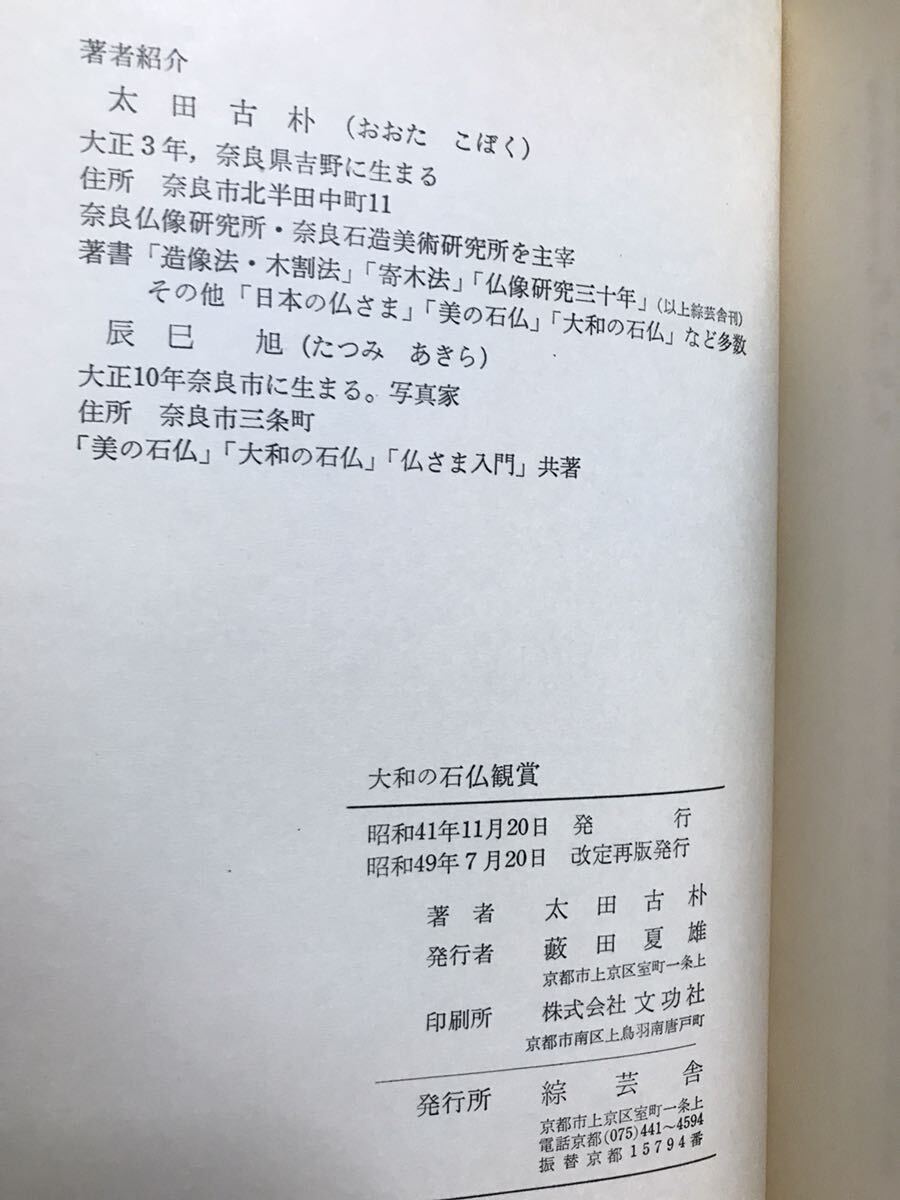 著者紹介
太田古朴(おおた こぼく)
大正3年,奈良県吉野に生まる
住所 奈良市北半田中町11
奈良仏像研究所・奈良石造美術研究所を主宰
著書「造像法・木割法」「寄木法」「仏像研究三十年」(以上綜芸舎刊)
その他「日本の仏さま」「美の石仏」「大和の石仏」など多数
辰巳 旭(たつみ あきら)
大正10年奈良市に生まる。写真家
住所 奈良市三条町
「美の石仏」「大和の石仏」「仏さま入門」共著
大和の石仏観賞
昭和41年11月20日 発行
昭和49年7月20日 改定再版発行
著者 太田古朴
発行者 藪田夏雄
京都市上京区室町一条上
印刷所 株式会社文功社
京都市南区上鳥羽南唐戸町
発行所 綜芸舎
京都市上京区室町一条上
電話京都(075)441~4594
振替京都15794番